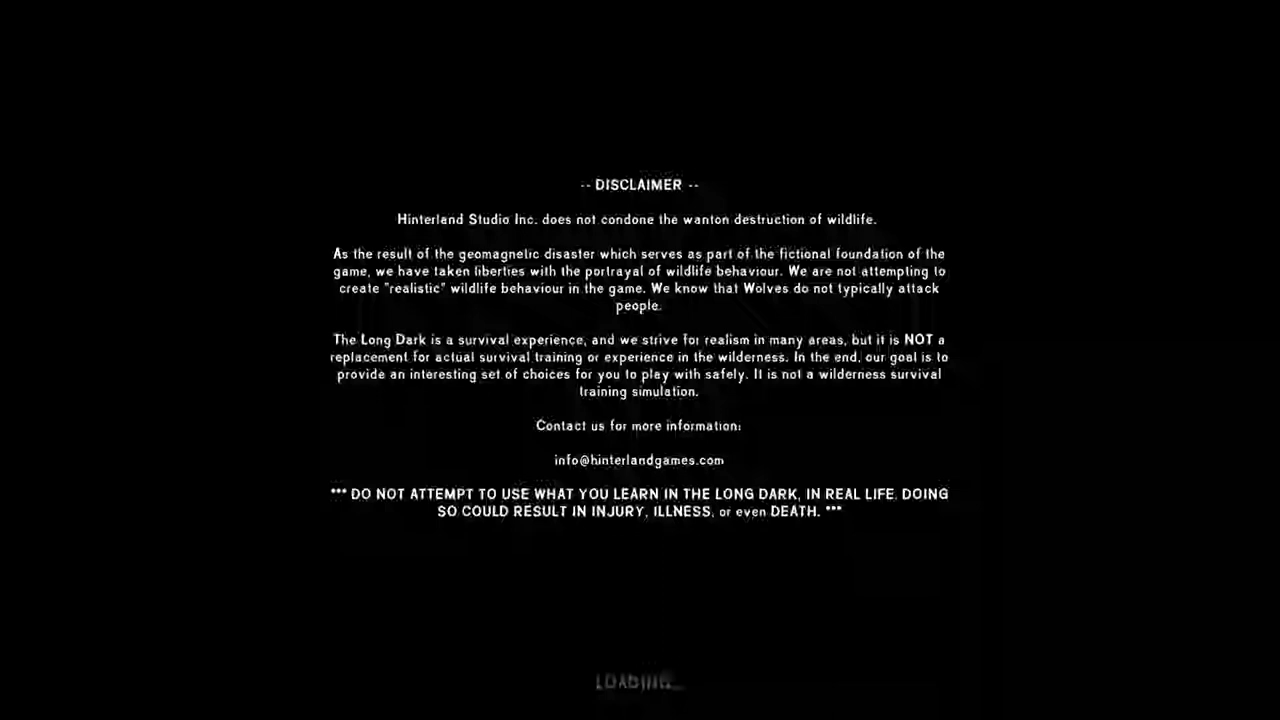 -- DISCLAIMER --
Hinterland Studio Inc. does not condone the wanton destruction of wildlife.
As the result of the geomagnetic disaster which serves as part of the fictional foundation of the
game, we have taken liberties with the portrayal of wildlife behaviour. We are not attempting to
create "realistic" wildlife behaviour in the game. We know that Wolves do not typically attack
people.
The Long Dark is a survival experience, and we strive for realism in many areas, but it is NOT a
replacement for actual survival training or experience in the wilderness. In the end, our goal is to
provide an interesting set of choices for you to play with safely. It is not a wilderness survival
training simulation.
Contact us for more information:
info@hinterlandgames.com
*** DO NOT ATTEMPT TO USE WHAT YOU LEARN IN THE LONG DARK, IN REAL LIFE. DOING
SO COULD RESULT IN INJURY, ILLNESS, or even DEATH. ***
LOADING...